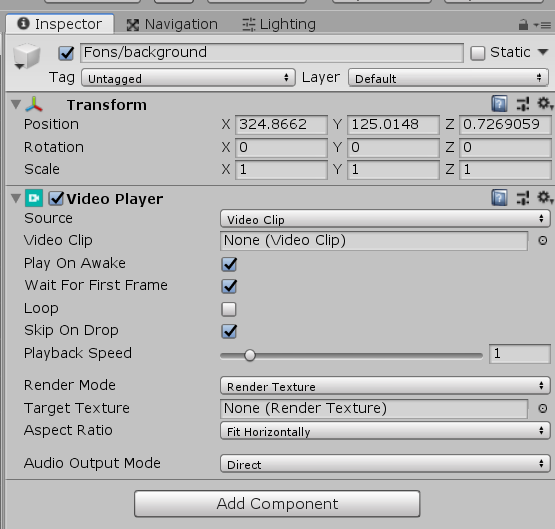 Inspector Navigation Lighting
Fons/background Static
Tag Untagged Layer Default
Transform
Position X 324.8662 Y 125.0148 Z 0.7269059
Rotation X 0 Y 0 Z 0
Scale X 1 Y 1 Z 1
Video Player
Source Video Clip
Video Clip None (Video Clip)
Play On Awake
Wait For First Frame
Loop
Skip On Drop
Playback Speed 1
Render Mode Render Texture
Target Texture None (Render Texture)
Aspect Ratio Fit Horizontally
Audio Output Mode Direct
Add Component